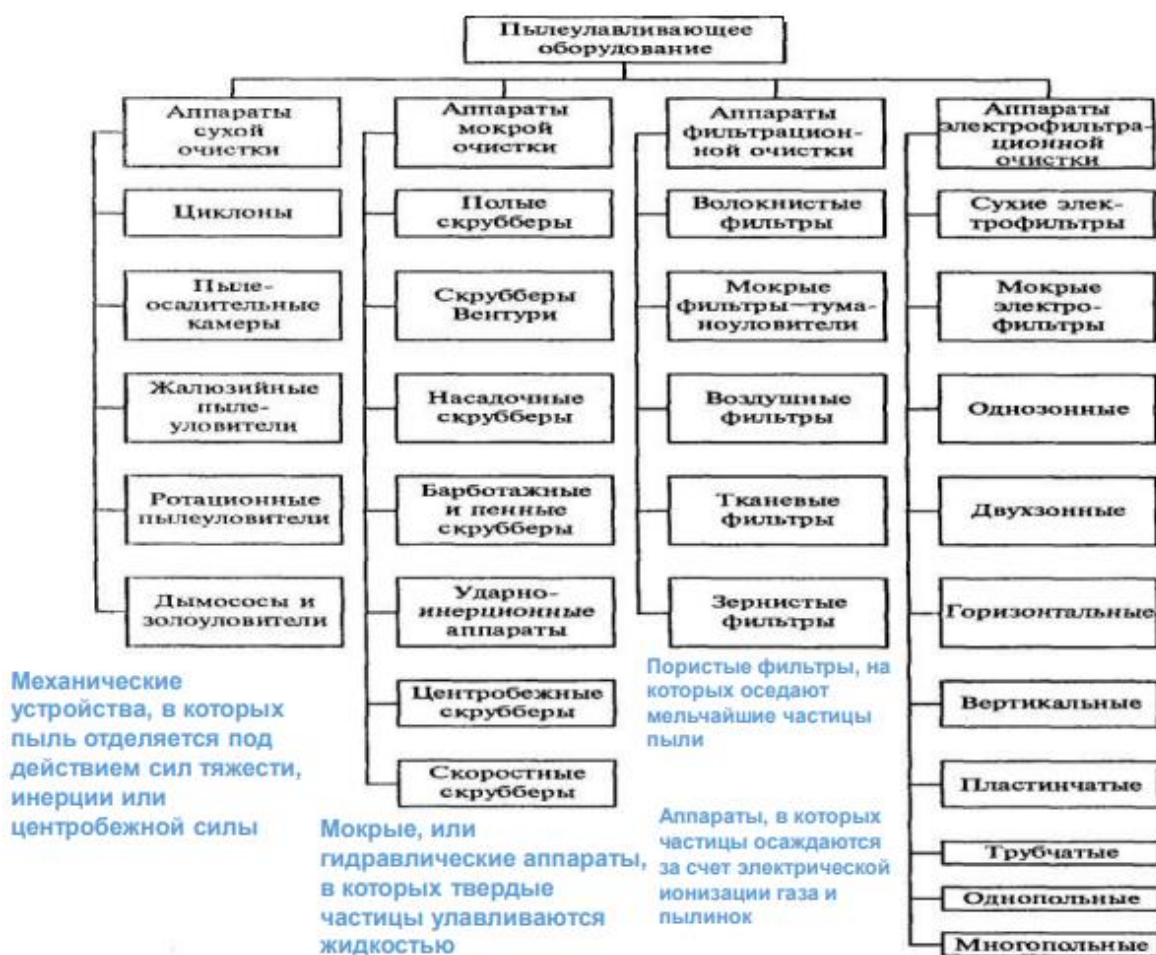 Пылеулавливающее
оборудование
Аппараты
сухой
очистки
Циклоны
Пыле-
осадительные
камеры
Жалюзийные
пыле-
уловители
Ротационные
пылеуловители
Дымососы и
золоуловители
Механические
устройства, в которых
пыль отделяется под
действием сил тяжести,
инерции или
центробежной силы
Аппараты
мокрой
очистки
Полые
скрубберы
Скрубберы
Вентури
Насадочные
скрубберы
Барботажные
и пенные
скрубберы
Ударно-
инерционные
аппараты
Центробежные
скрубберы
Скоростные
скрубберы
Мокрые, или
гидравлические аппараты,
в которых твердые
частицы улавливаются
жидкостью
Аппараты
фильтрацион-
ной очистки
Волокнистые
фильтры
Мокрые
фильтры—тума-
ноуловители
Воздушные
фильтры
Тканевые
фильтры
Зернистые
фильтры
Пористые фильтры, на
которых оседают
мельчайшие частицы
пыли
Аппараты
электрофильтра-
ционной
очистки
Сухие элек-
трофильтры
Мокрые
электро-
фильтры
Однозонные
Двухзонные
Горизонтальные
Вертикальные
Пластинчатые
Трубчатые
Однопольные
Многопольные
Аппараты, в которых
частицы осаждаются
за счет электрической
ионизации газа и
пылинок